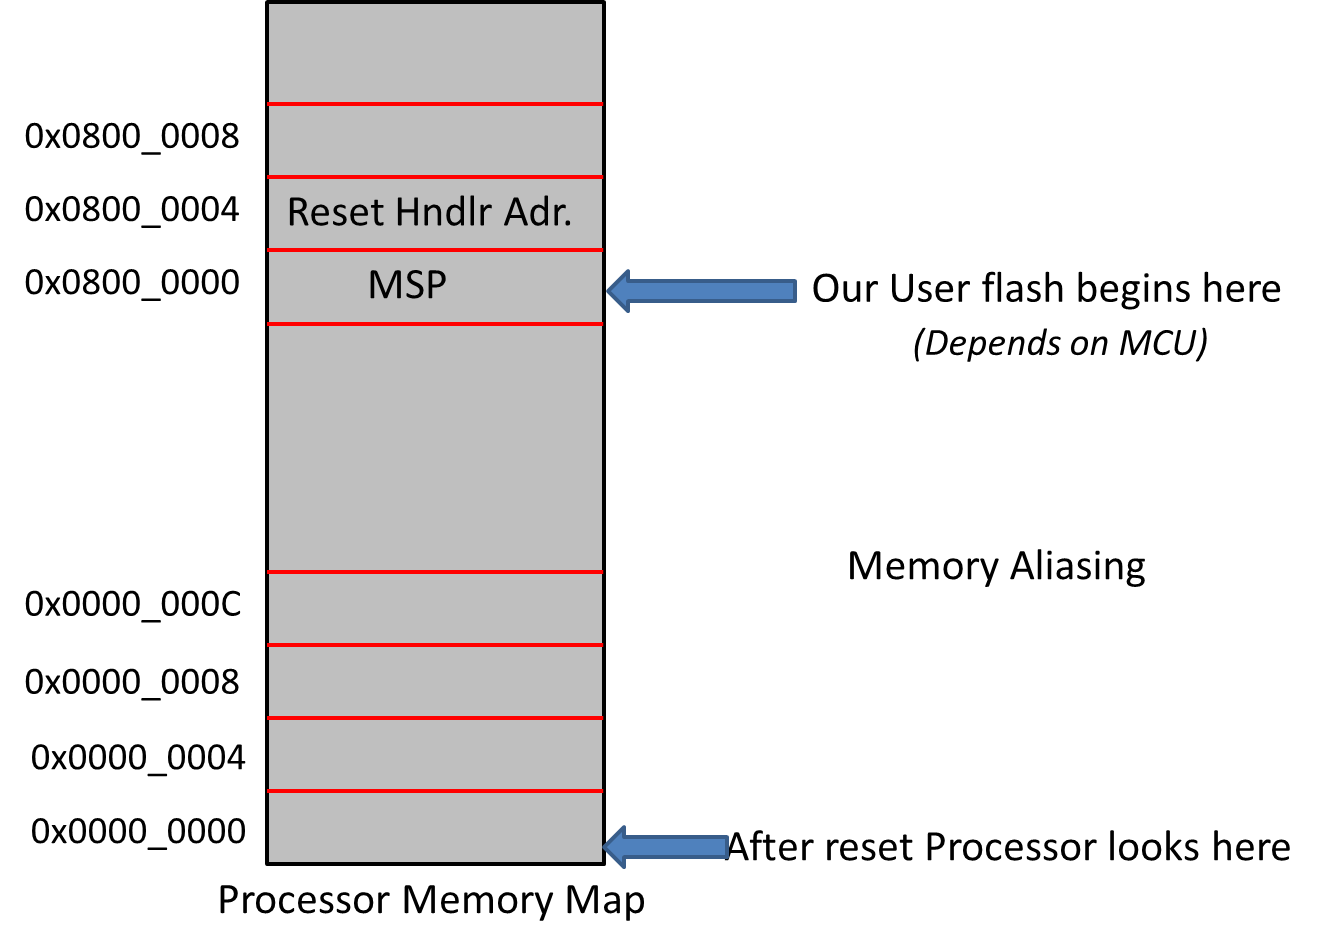 0x0800_0008
0x0800_0004 Reset Hndlr Adr.
0x0800_0000 MSP Our User flash begins here
(Depends on MCU)
Memory Aliasing
0x0000_000C
0x0000_0008
0x0000_0004
0x0000_0000 After reset Processor looks here
Processor Memory Map